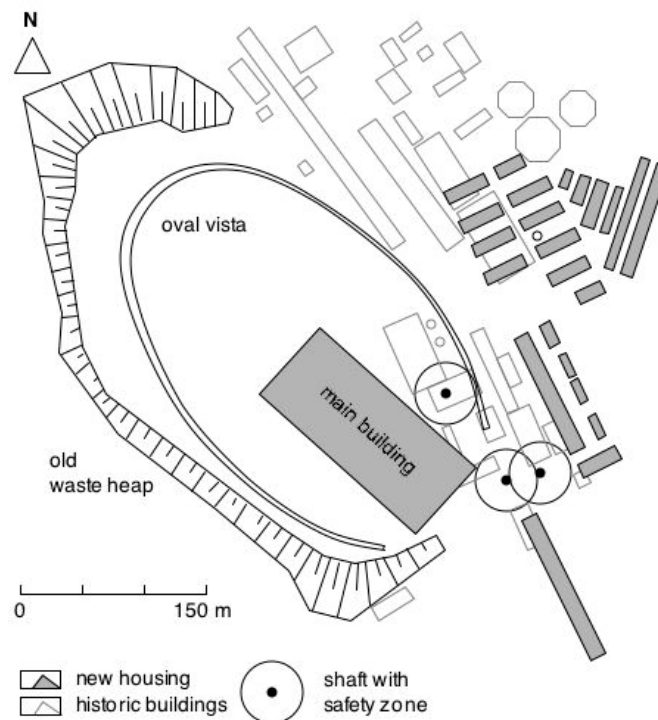 N
oval vista
main building
old
waste heap
0 150 m
new housing
historic buildings
shaft with
safety zone